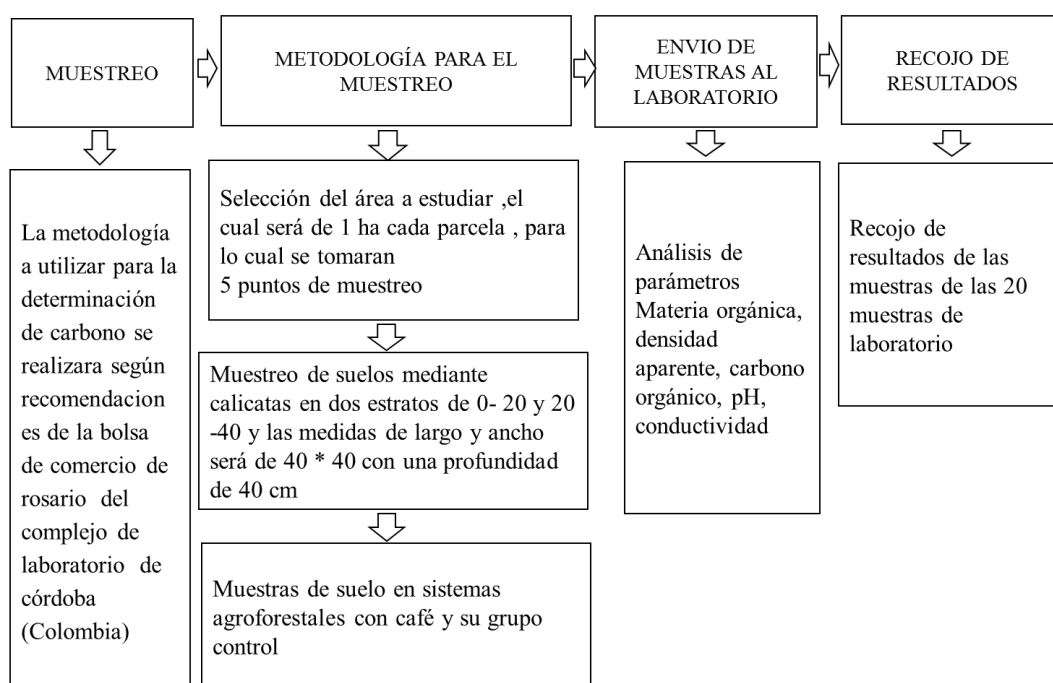 MUESTREO
METODOLOGÍA PARA EL
MUESTREO
ENVIO DE
MUESTRAS AL
LABORATORIO
RECOJO DE
RESULTADOS
La metodología
a utilizar para la
determinación
de carbono se
realizara según
recomendacion
es de la bolsa
de comercio de
rosario del
complejo de
laboratorio de
córdoba
(Colombia)
Selección del área a estudiar ,el
cual será de 1 ha cada parcela , para
lo cual se tomaran
5 puntos de muestreo
Muestreo de suelos mediante
calicatas en dos estratos de 0- 20 y 20
-40 y las medidas de largo y ancho
será de 40 * 40 con una profundidad
de 40 cm
Muestras de suelo en sistemas
agroforestales con café y su grupo
control
Análisis de
parámetros
Materia orgánica,
densidad
aparente, carbono
orgánico, pH,
conductividad
Recojo de
resultados de las
muestras de las 20
muestras de
laboratorio